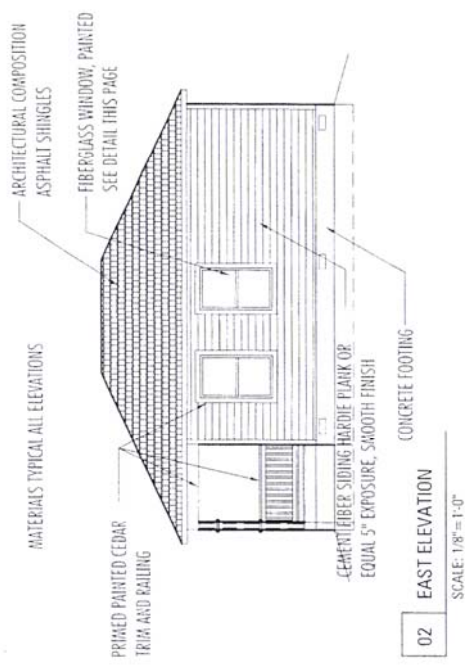 MATERIALS TYPICAL ALL ELEVATIONS
ARCHITECTURAL COMPOSITION
ASPHALT SHINGLES
FIBERGLASS WINDOW, PAINTED
SEE DETAIL THIS PAGE
PRIMED PAINTED CEDAR
TRIM AND RAILING
CEMENT FIBER SIDING HARDIE PLANK OR
EQUAL 5" EXPOSURE, SMOOTH FINISH
CONCRETE FOOTING
02 EAST ELEVATION
SCALE: 1/8" = 1'-0"